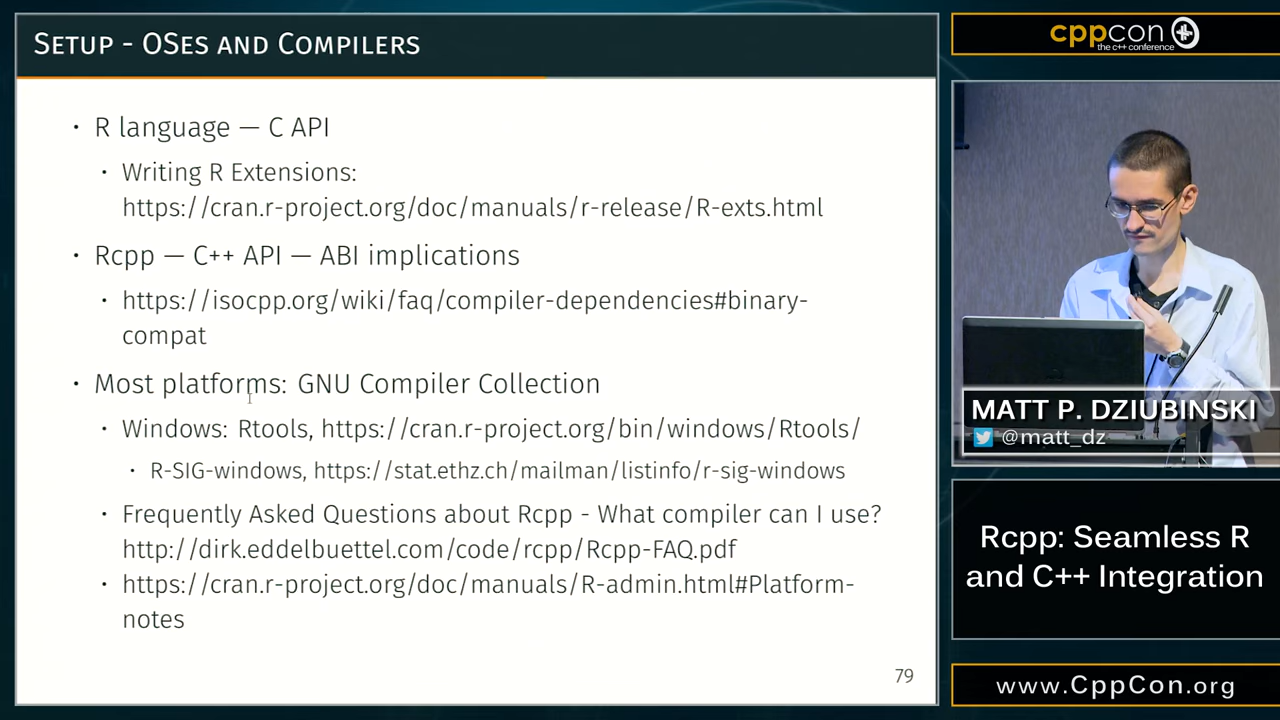 SETUP - OSES AND COMPILERS
• R language — C API
• Writing R Extensions:
https://cran.r-project.org/doc/manuals/r-release/R-exts.html
• Rcpp — C++ API — ABI implications
• https://isocpp.org/wiki/faq/compiler-dependencies#binary-
compat
• Most platforms: GNU Compiler Collection
• Windows: Rtools, https://cran.r-project.org/bin/windows/Rtools/
• R-SIG-windows, https://stat.ethz.ch/mailman/listinfo/r-sig-windows
• Frequently Asked Questions about Rcpp - What compiler can I use?
http://dirk.eddelbuettel.com/code/rcpp/Rcpp-FAQ.pdf
• https://cran.r-project.org/doc/manuals/R-admin.html#Platform-
notes
79
cppcon
the c++ conference
MATT P. DZIUBINSKI
@matt_dz
Rcpp: Seamless R
and C++ Integration
www.CppCon.org